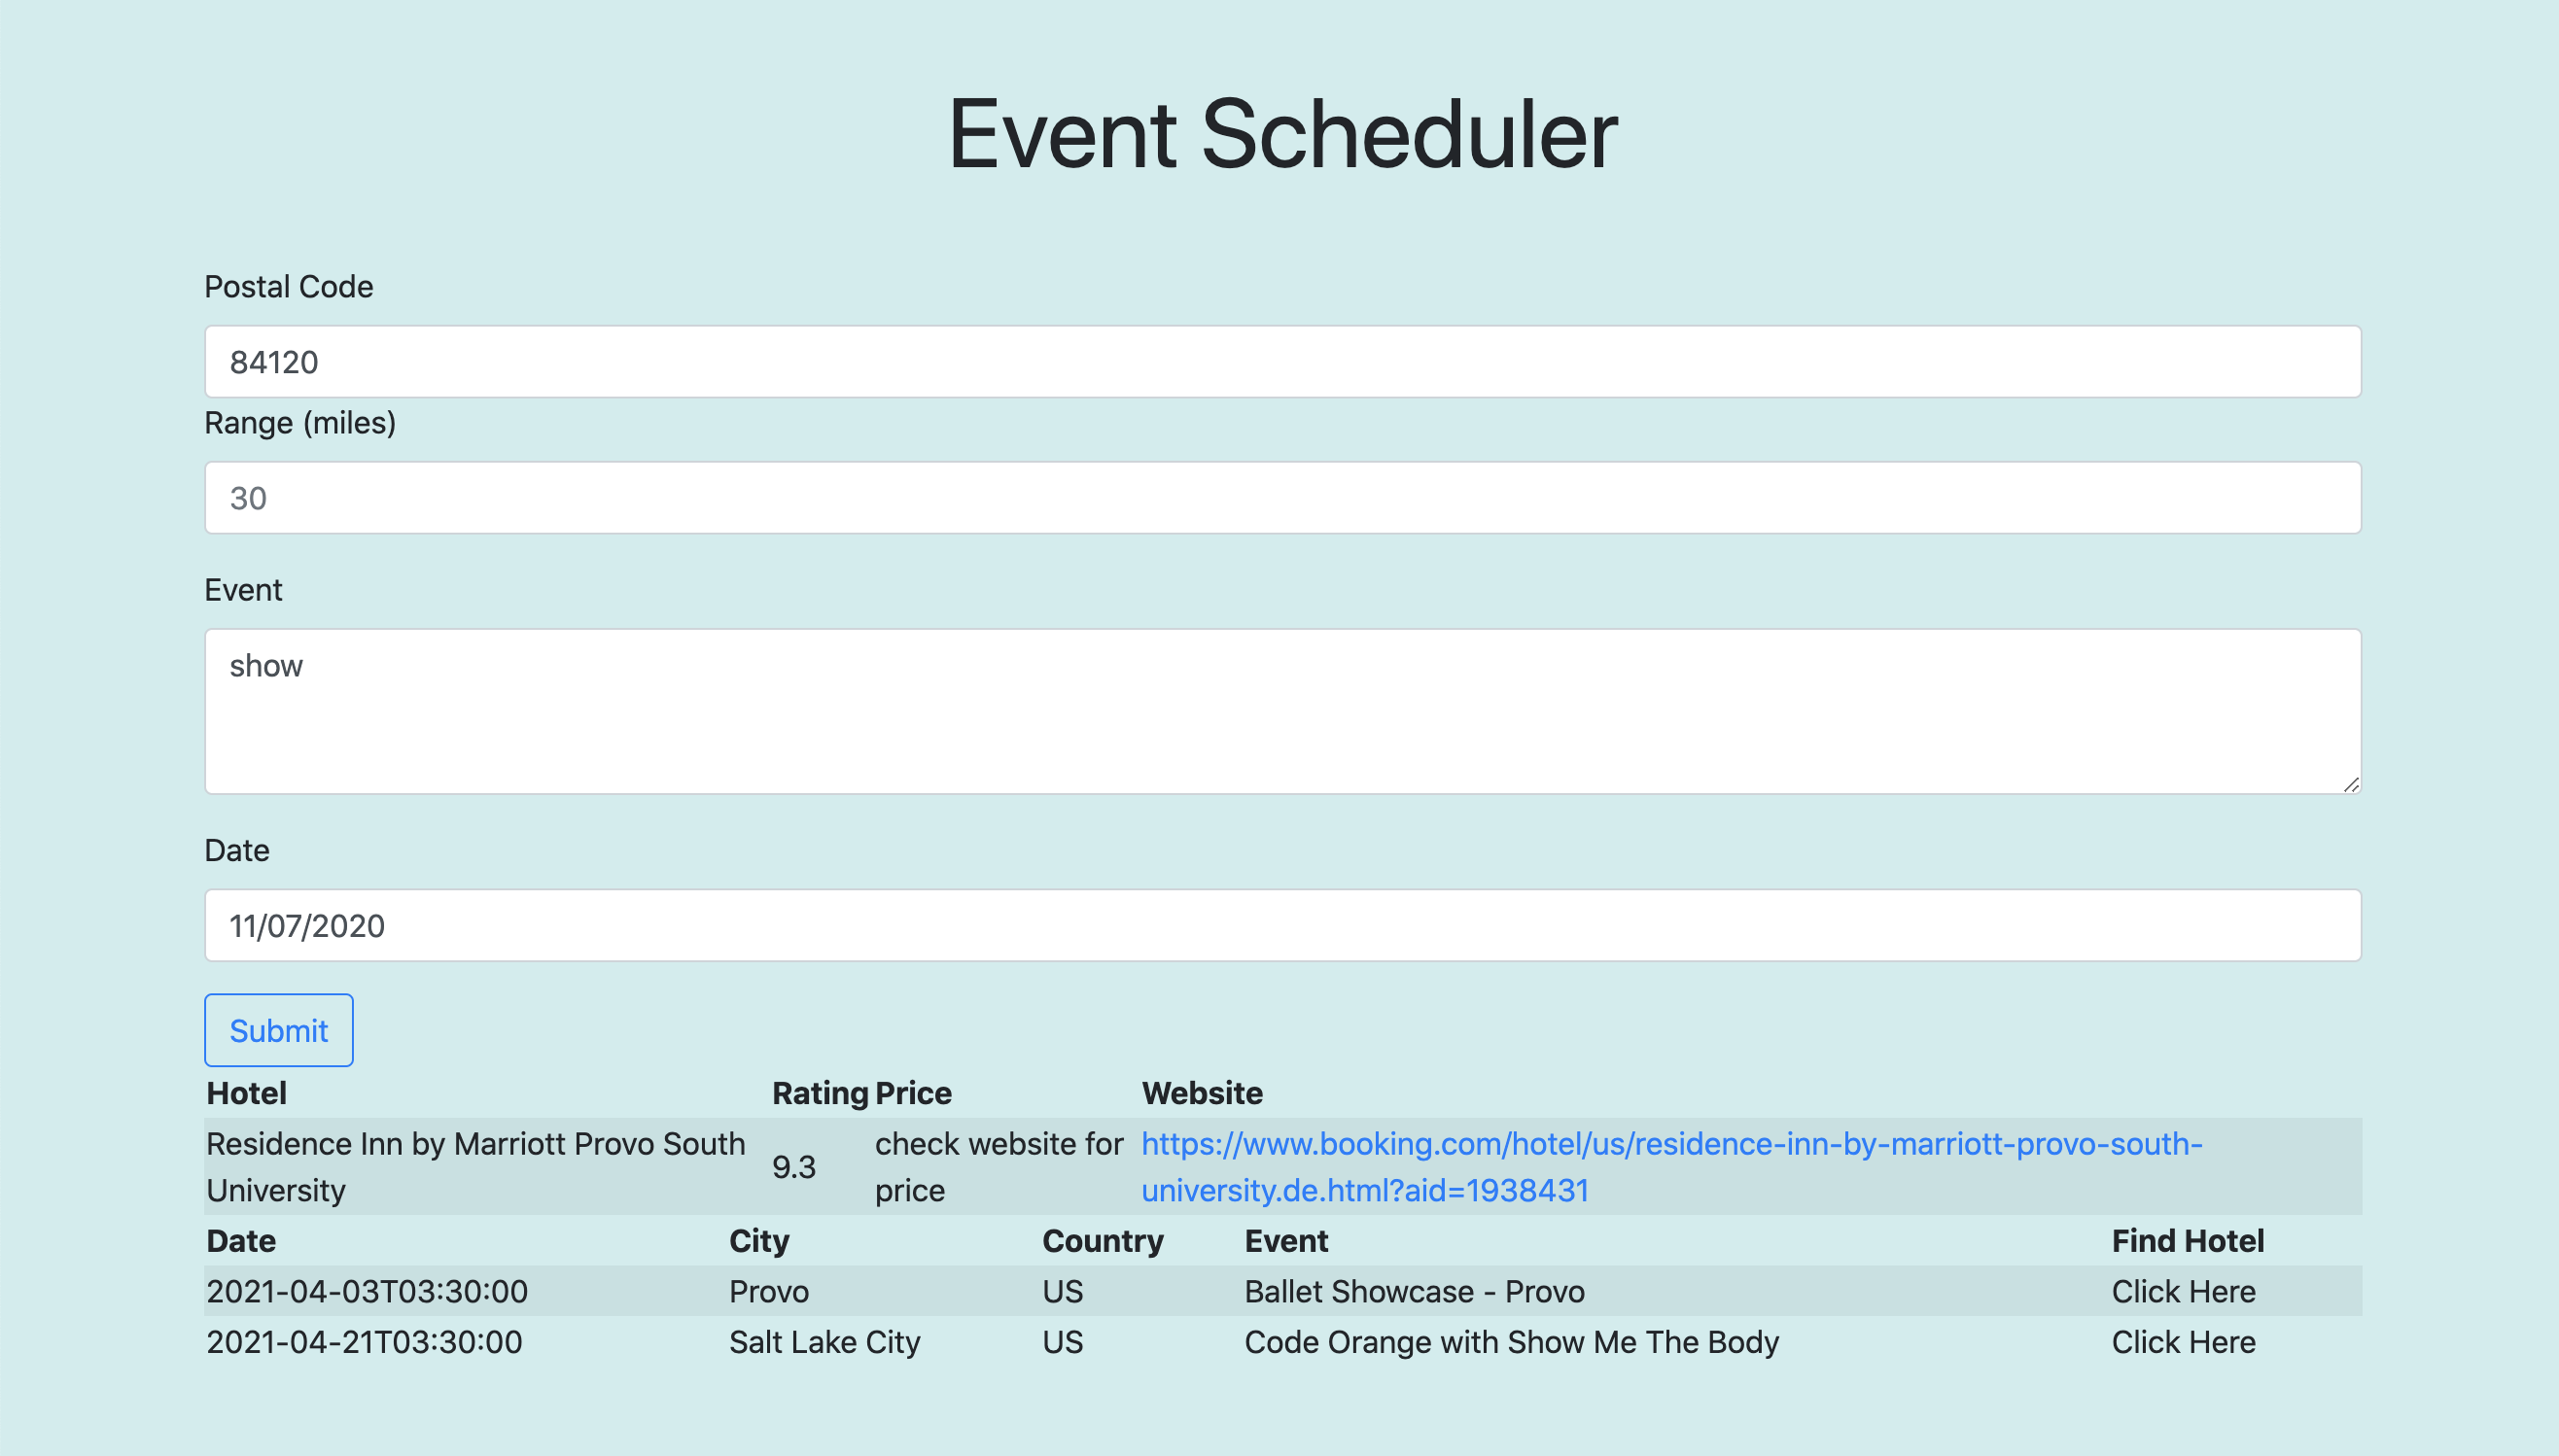 Event Scheduler
Postal Code
84120
Range (miles)
30
Event
show
Date
11/07/2020
Submit
Hotel Rating Price Website
Residence Inn by Marriott Provo South University 9.3 check website for price https://www.booking.com/hotel/us/residence-inn-by-marriott-provo-south-university.de.html?aid=1938431
Date City Country Event Find Hotel
2021-04-03T03:30:00 Provo US Ballet Showcase - Provo Click Here
2021-04-21T03:30:00 Salt Lake City US Code Orange with Show Me The Body Click Here